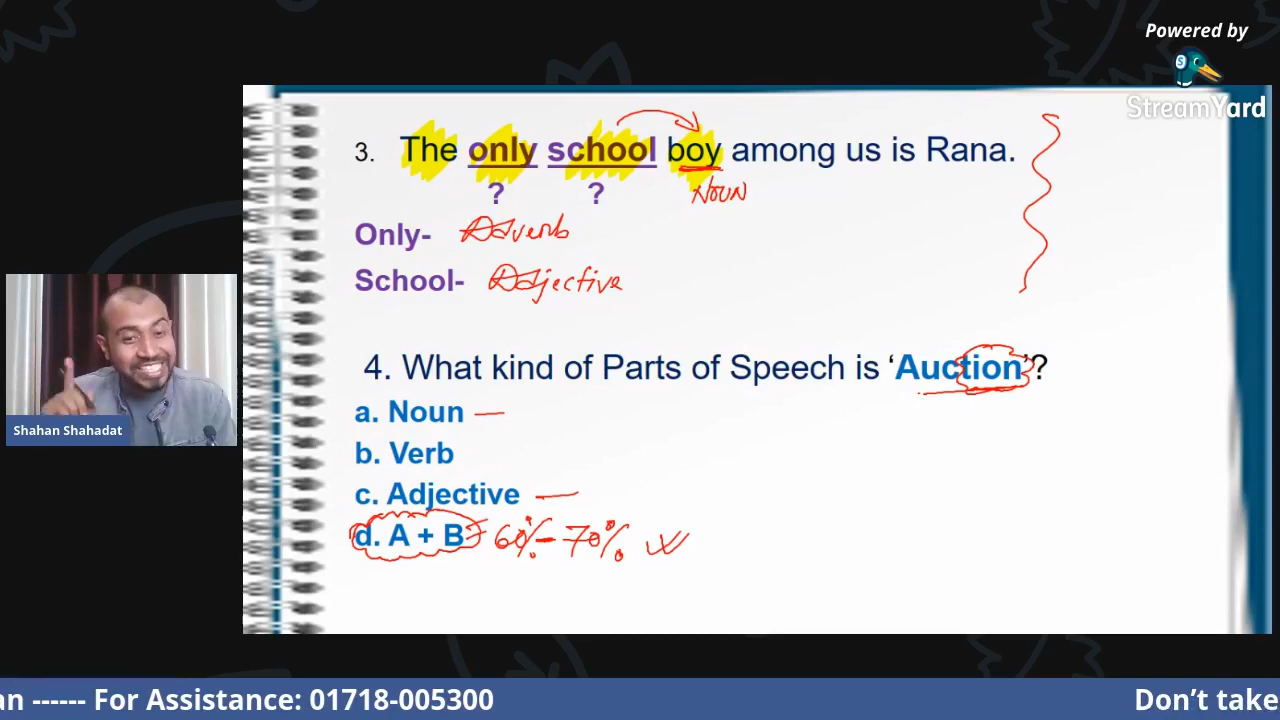 Powered by
StreamYard
3. The only school boy among us is Rana.
? ? Noun
Only- Adverb
School- Adjective
4. What kind of Parts of Speech is ‘Auction’?
a. Noun
b. Verb
c. Adjective
d. A + B 60%-70%
Shahan Shahadat
an ------ For Assistance: 01718-005300
Don’t take